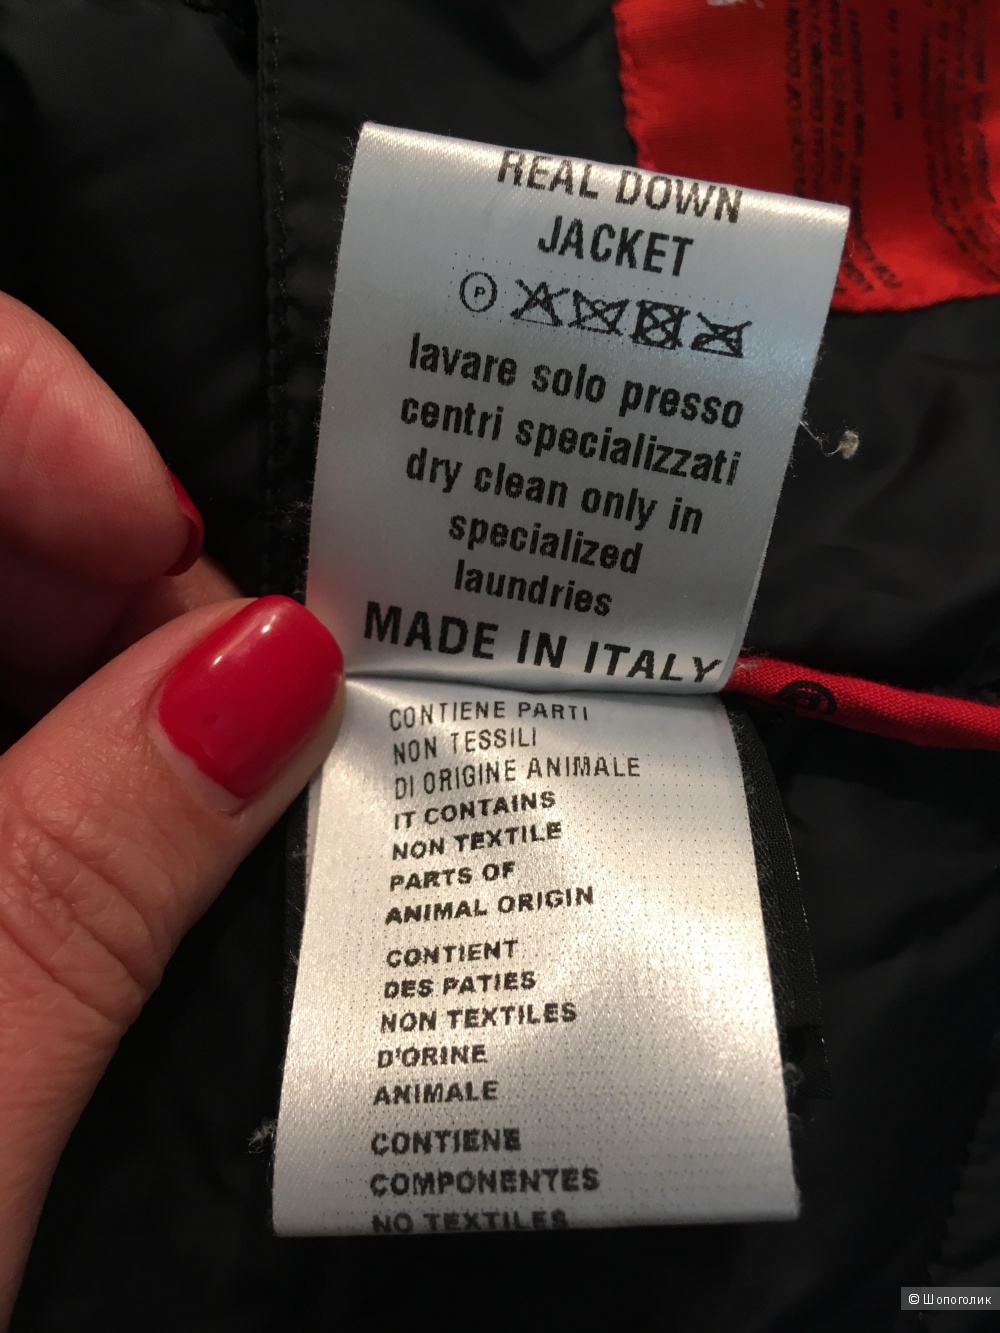 REAL DOWN
JACKET
P
lavare solo presso
centri specializzati
dry clean only in
specialized
laundries
MADE IN ITALY
CONTIENE PARTI
NON TESSILI
DI ORIGINE ANIMALE
IT CONTAINS
NON TEXTILE
PARTS OF
ANIMAL ORIGIN
CONTIENT
DES PATIES
NON TEXTILES
D'ORINE
ANIMALE
CONTIENE
COMPONENTES
NO TEXTILES
© Шопоголик